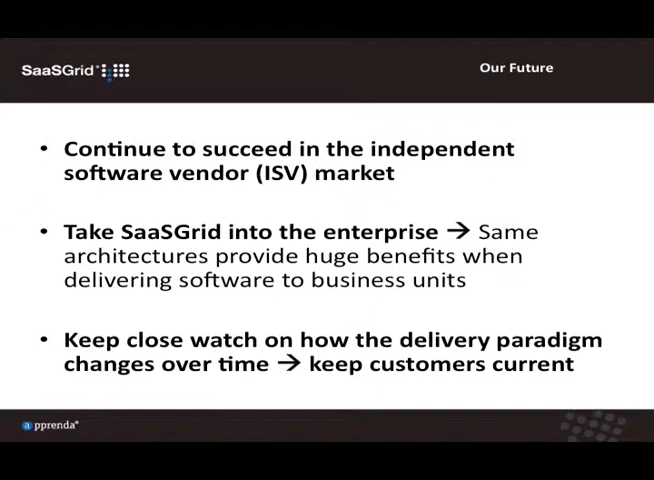 SaaSGrid
Our Future
• Continue to succeed in the independent
software vendor (ISV) market
• Take SaaSGrid into the enterprise → Same
architectures provide huge benefits when
delivering software to business units
• Keep close watch on how the delivery paradigm
changes over time → keep customers current
apprenda